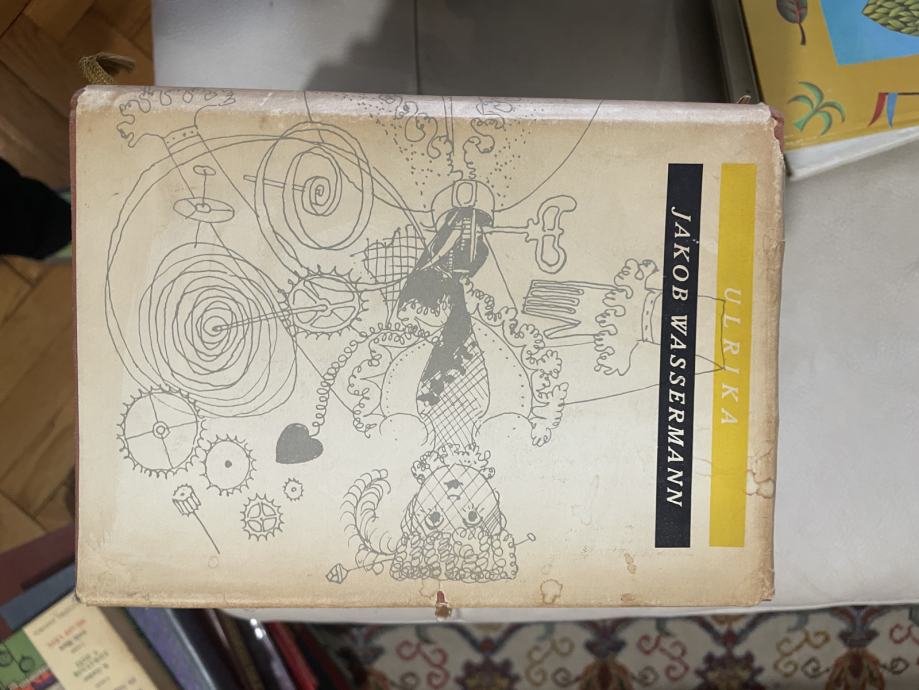 ULRIKA
JAKOB WASSERMANN